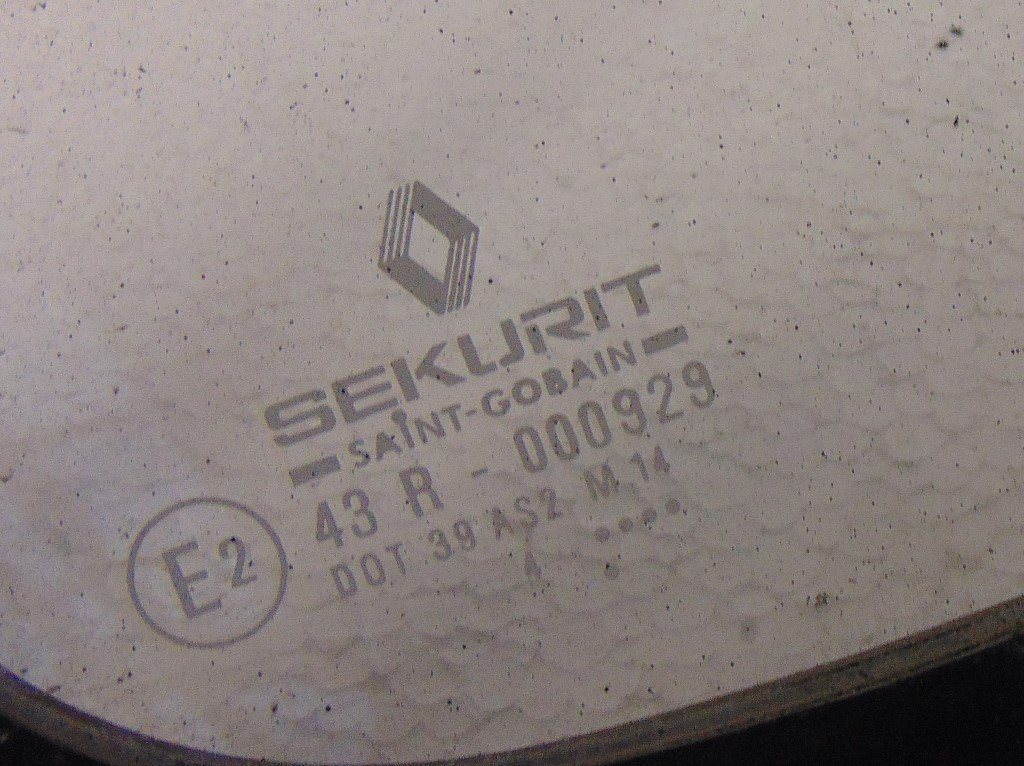 SEKURIT
SAINT-GOBAIN
E2
43 R - 000929
DOT 39 AS2 M 14
A